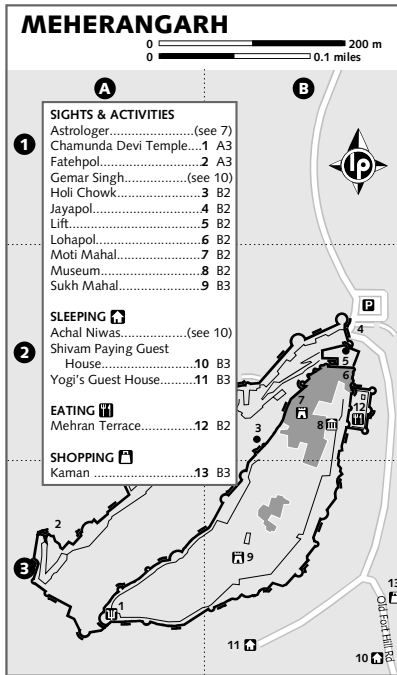 MEHERANGARH
0 200 m
0 0.1 miles
A B
1
SIGHTS & ACTIVITIES
Astrologer....................(see 7)
Chamunda Devi Temple....1 A3
Fatehpol.......................2 A3
Gemar Singh..............(see 10)
Holi Chowk....................3 B2
Jayapol.........................4 B2
Lift...............................5 B2
Lohapol........................6 B2
Moti Mahal...................7 B2
Museum.......................8 B2
Sukh Mahal...................9 B3
lp
SLEEPING
2
Achal Niwas...............(see 10)
Shivam Paying Guest
House.....................10 B3
Yogi's Guest House.......11 B3
EATING
Mehran Terrace............12 B2
SHOPPING
Kaman .......................13 B3
P
4
5
6
7
12
3
8
2
3
9
1
13
Old Fort Hill Rd
11
10